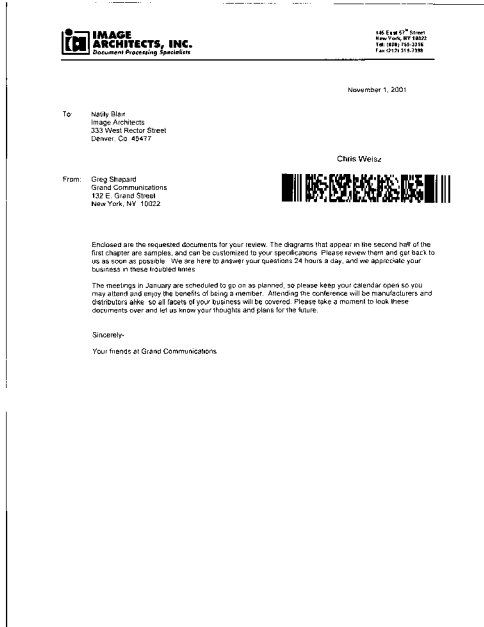 IMAGE
ARCHITECTS, INC.
Document Processing Specialists
145 East 57th Street
New York, NY 10022
November 1, 2001
To: Natily Blair
Image Architects
333 West Rector Street
Denver, Co 45477
Chris Weisz
From: Greg Shepard
Grand Communications
132 E. Grand Street
New York, NY 10022
Enclosed are the requested documents for your review. The diagrams that appear in the second half of the
first chapter are samples, and can be customized to your specifications. Please review them and get back to
us as soon as possible. We are here to answer your questions 24 hours a day, and we appreciate your
business in these troubled times
The meetings in January are scheduled to go on as planned, so please keep your calendar open so you
may attend and enjoy the benefits of being a member. Attending the conference will be manufacturers and
distributors alike, so all facets of your business will be covered. Please take a moment to look these
documents over and let us know your thoughts and plans for the future.
Sincerely-
Your friends at Grand Communications